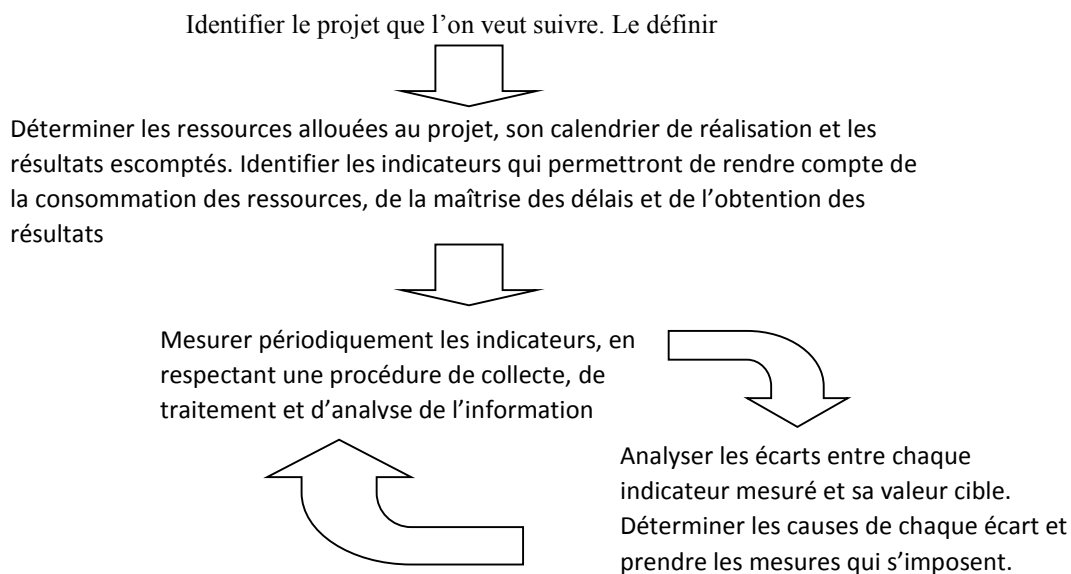 Identifier le projet que l’on veut suivre. Le définir
Déterminer les ressources allouées au projet, son calendrier de réalisation et les
résultats escomptés. Identifier les indicateurs qui permettront de rendre compte de
la consommation des ressources, de la maîtrise des délais et de l’obtention des
résultats
Mesurer périodiquement les indicateurs, en
respectant une procédure de collecte, de
traitement et d’analyse de l’information
Analyser les écarts entre chaque
indicateur mesuré et sa valeur cible.
Déterminer les causes de chaque écart et
prendre les mesures qui s’imposent.